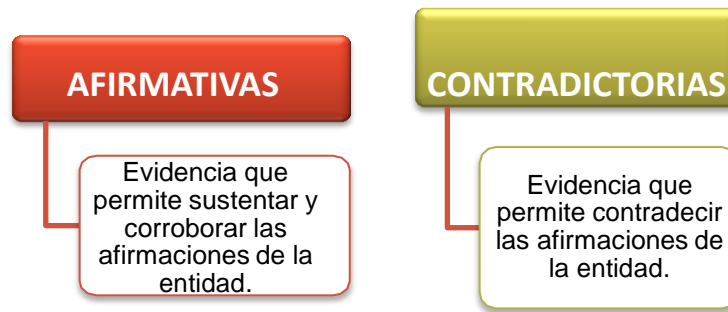 AFIRMATIVAS
Evidencia que
permite sustentar y
corroborar las
afirmaciones de la
entidad.
CONTRADICTORIAS
Evidencia que
permite contradecir
las afirmaciones de
la entidad.